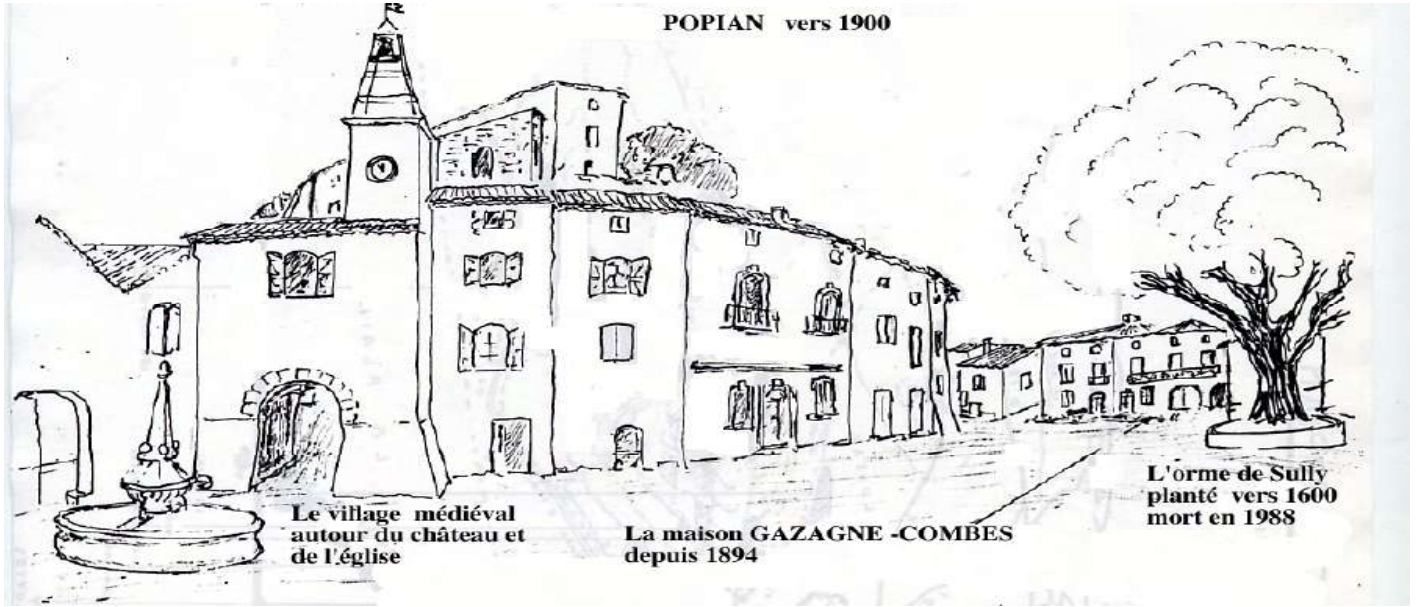 POPIAN vers 1900
Le village médiéval
autour du château et
de l'église
La maison GAZAGNE -COMBES
depuis 1894
L'orme de Sully
planté vers 1600
mort en 1988